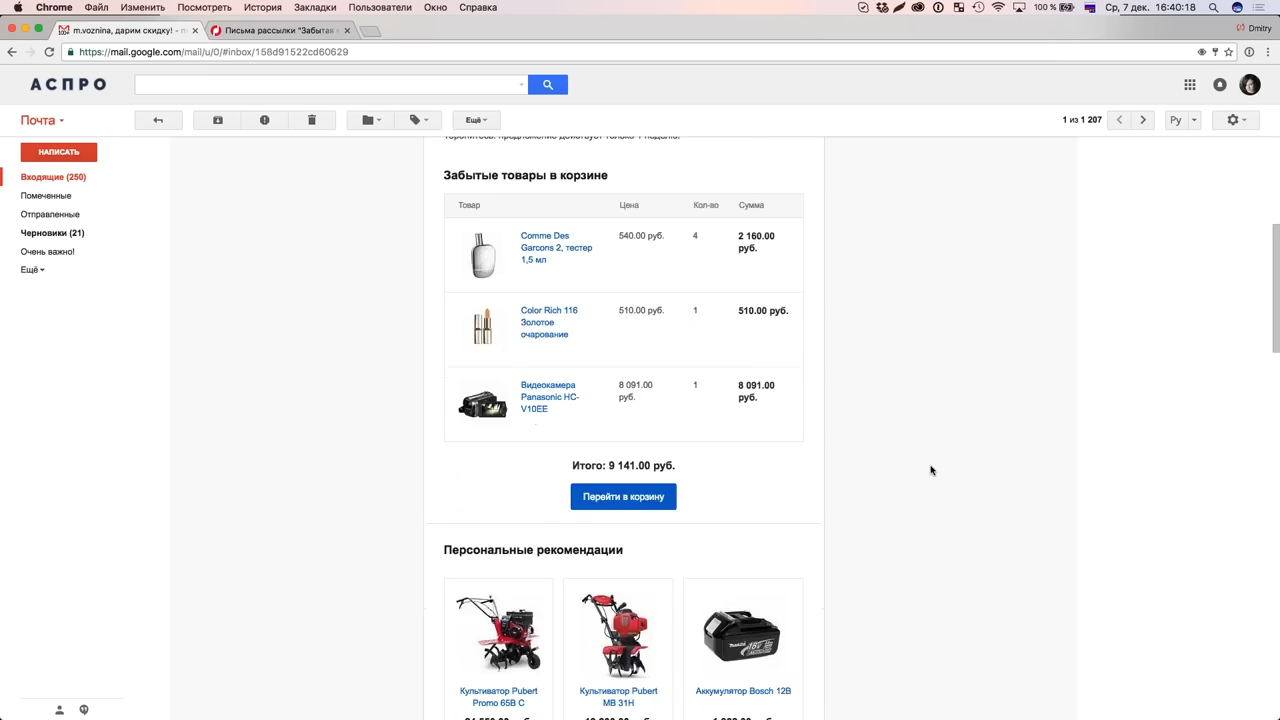 Chrome Файл Изменить Посмотреть История Закладки Пользователи Окно Справка 100 % Ср, 7 дек. 16:40:18
m.voznina, дарим скидку! - m
Письма рассылки "Забытая к
Dmitry
https://mail.google.com/mail/u/0/#inbox/158d91522cd60629
АСПРО
Почта
Ещё
1 из 1 207
Ру
НАПИСАТЬ
Входящие (250)
Помеченные
Отправленные
Черновики (21)
Очень важно!
Ещё
Забытые товары в корзине
Товар Цена Кол-во Сумма
Comme Des Garcons 2, тестер 1,5 мл
540.00 руб.
4
2 160.00 руб.
Color Rich 116 Золотое очарование
510.00 руб.
1
510.00 руб.
Видеокамера Panasonic HC-V10EE
8 091.00 руб.
1
8 091.00 руб.
Итого: 9 141.00 руб.
Перейти в корзину
Персональные рекомендации
makita
18V
Культиватор Pubert Promo 65B C
Культиватор Pubert MB 31H
Аккумулятор Bosch 12В